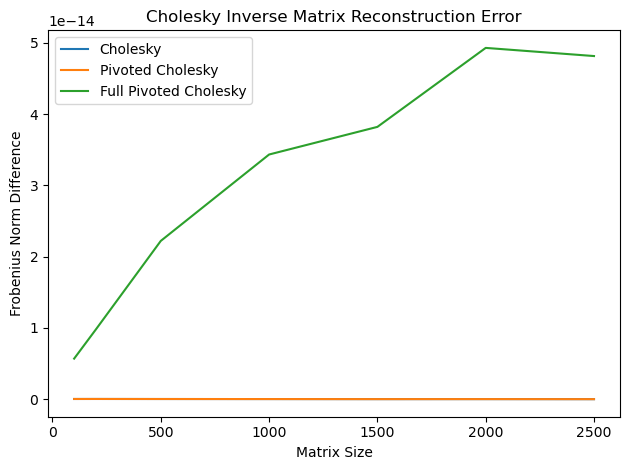 Cholesky Inverse Matrix Reconstruction Error
1e−14
Cholesky
Pivoted Cholesky
Full Pivoted Cholesky
5
4
3
2
1
0
Frobenius Norm Difference
0 500 1000 1500 2000 2500
Matrix Size